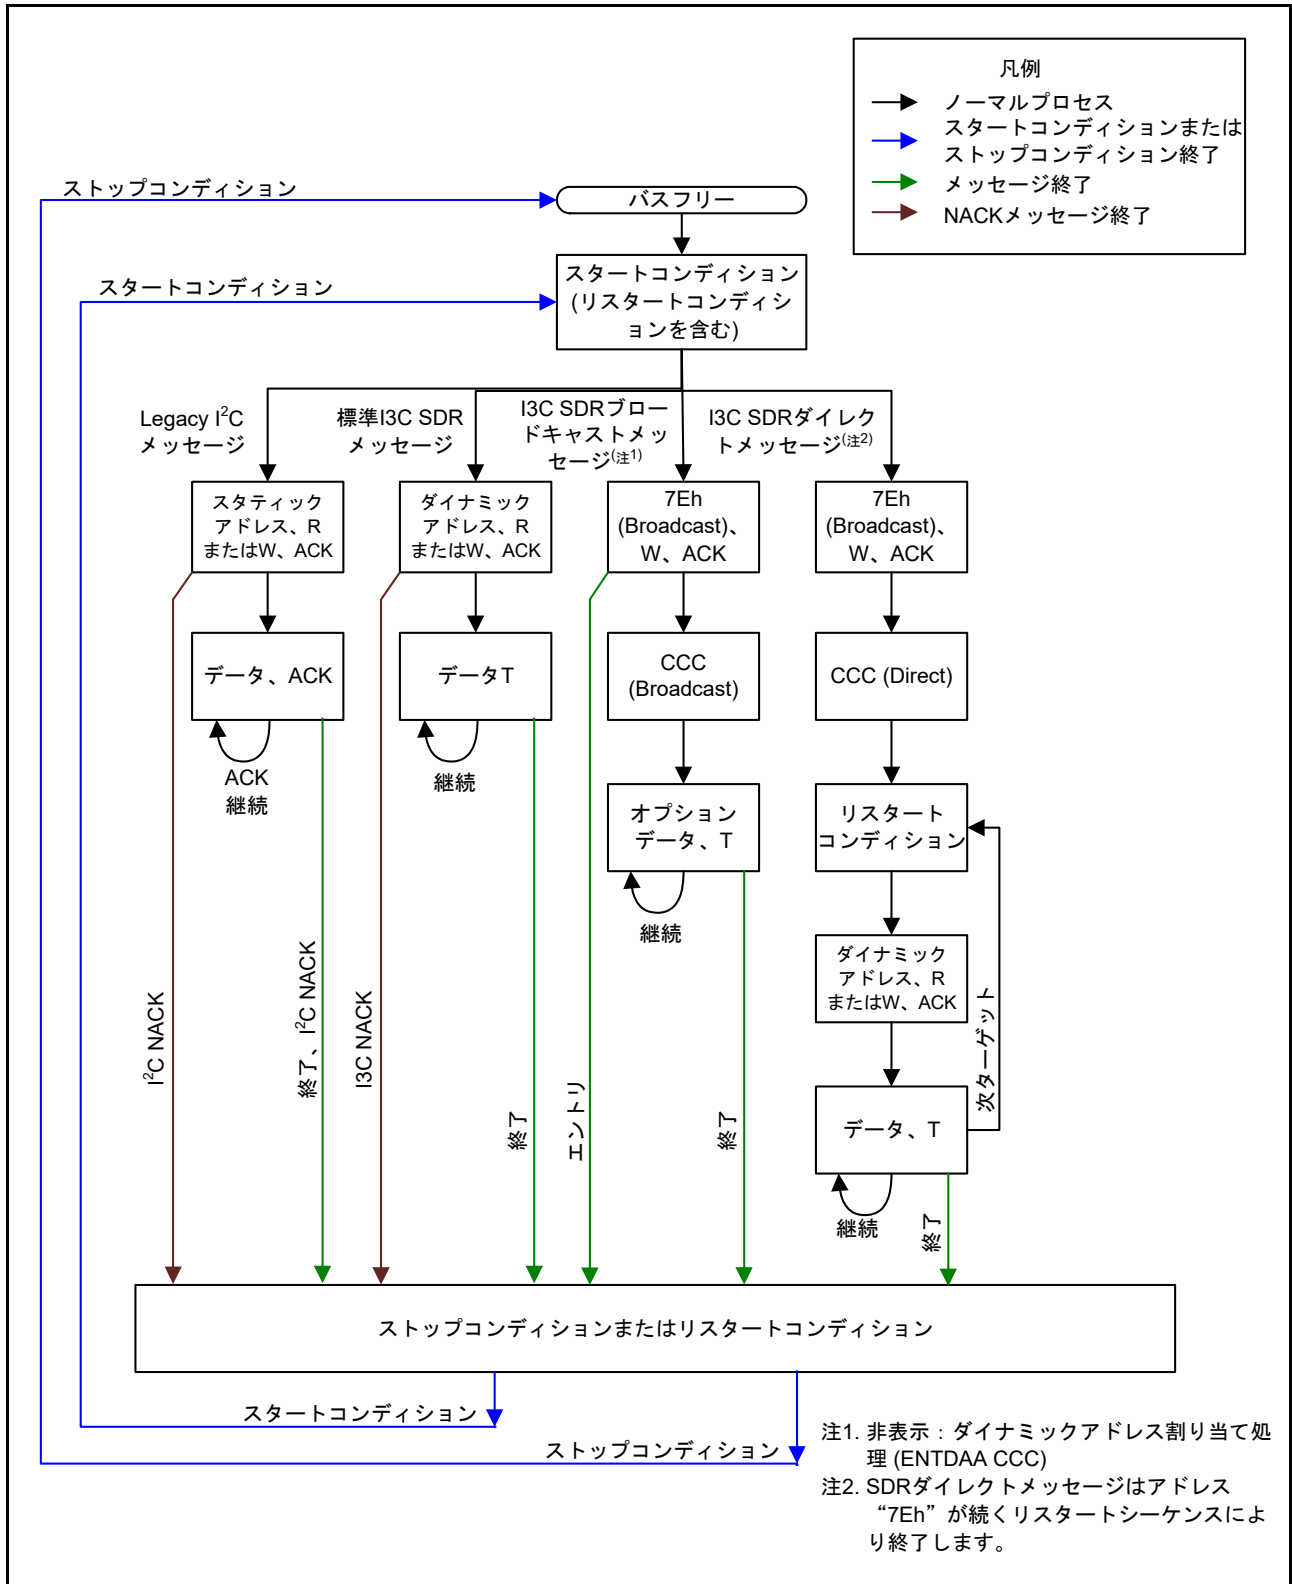 凡例
ノーマルプロセス
スタートコンディションまたは
ストップコンディション終了
メッセージ終了
NACKメッセージ終了
ストップコンディション
バスフリー
スタートコンディション
スタートコンディション
(リスタートコンディシ
ョンを含む)
Legacy I²C
メッセージ
標準I3C SDR
メッセージ
I3C SDRブロー
ドキャストメッ
セージ(注1)
I3C SDRダイレク
トメッセージ(注2)
スタティック
アドレス、R
またはW、ACK
ダイナミック
アドレス、R
またはW、ACK
7Eh
(Broadcast)、
W、ACK
7Eh
(Broadcast)、
W、ACK
データ、ACK
データT
CCC
(Broadcast)
CCC (Direct)
ACK
継続
継続
オプション
データ、T
リスタート
コンディション
継続
ダイナミック
アドレス、R
またはW、ACK
次ターゲット
データ、T
継続
I²C NACK
終了、I²C NACK
I3C NACK
終了
エントリ
終了
終了
ストップコンディションまたはリスタートコンディション
スタートコンディション
ストップコンディション
注1. 非表示：ダイナミックアドレス割り当て処
理 (ENTDAA CCC)
注2. SDRダイレクトメッセージはアドレス
“7Eh”が続くリスタートシーケンスによ
り終了します。